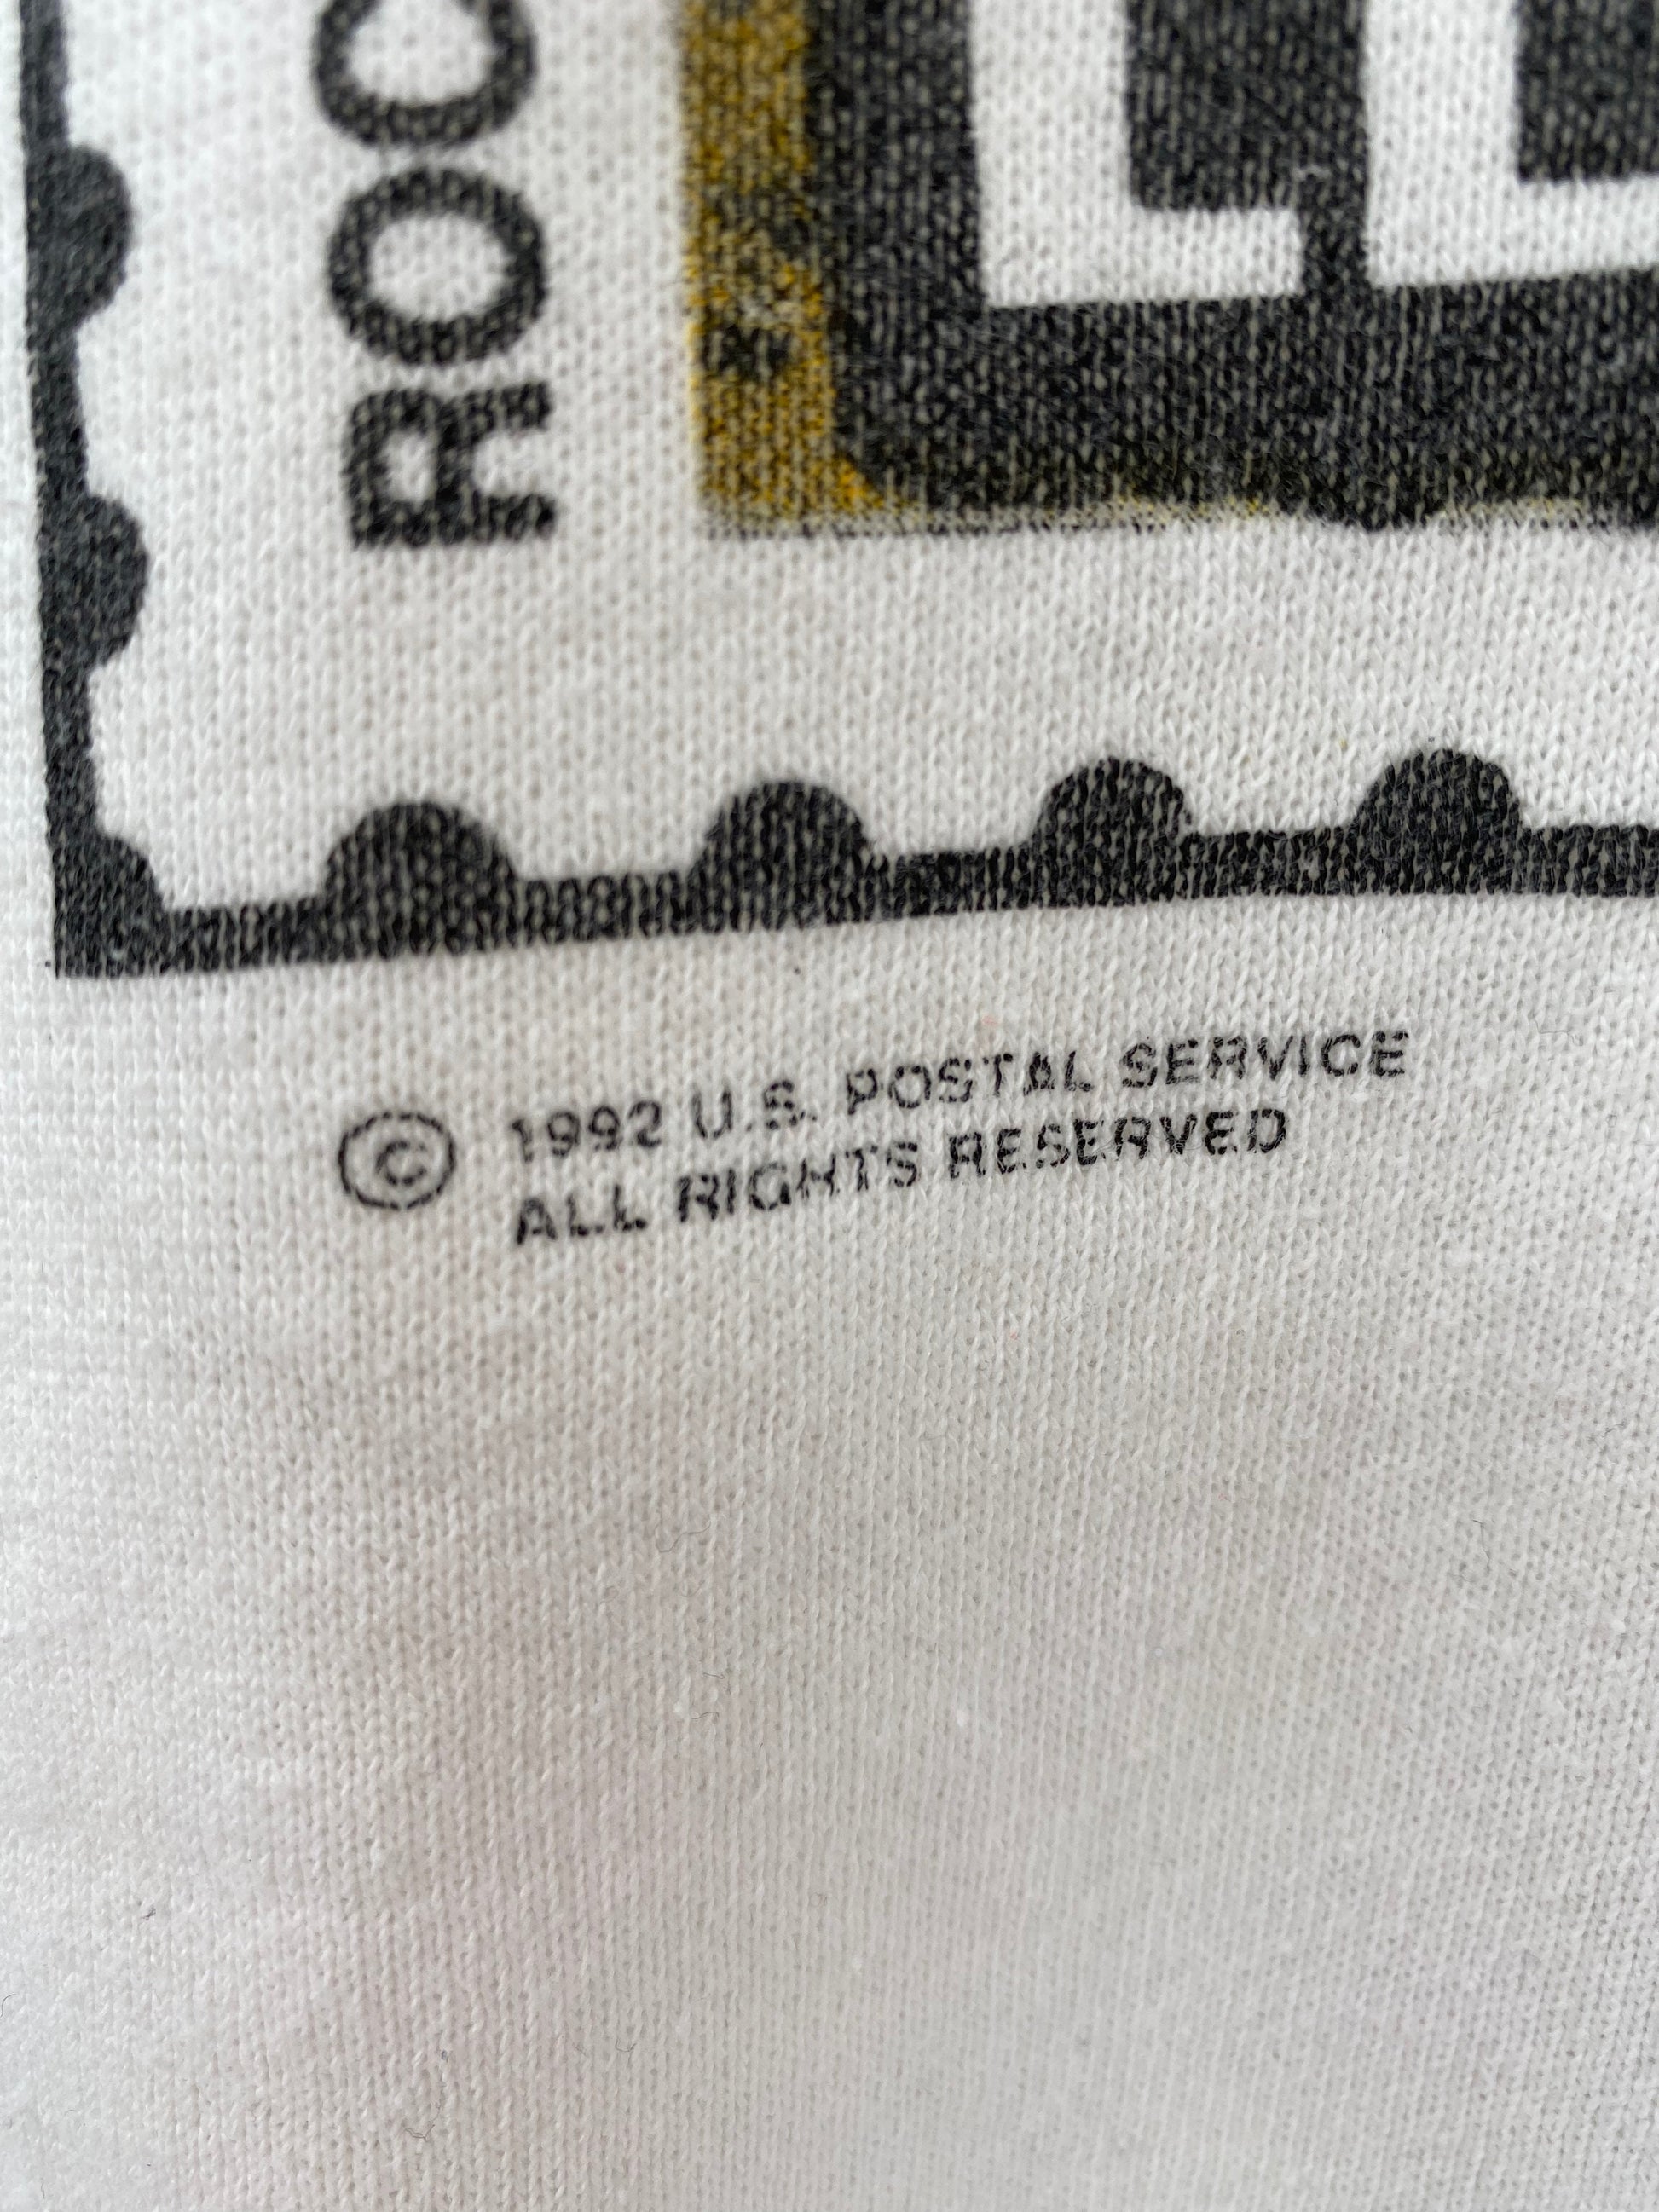 ROC
© 1992 U.S. POSTAL SERVICE
ALL RIGHTS RESERVED